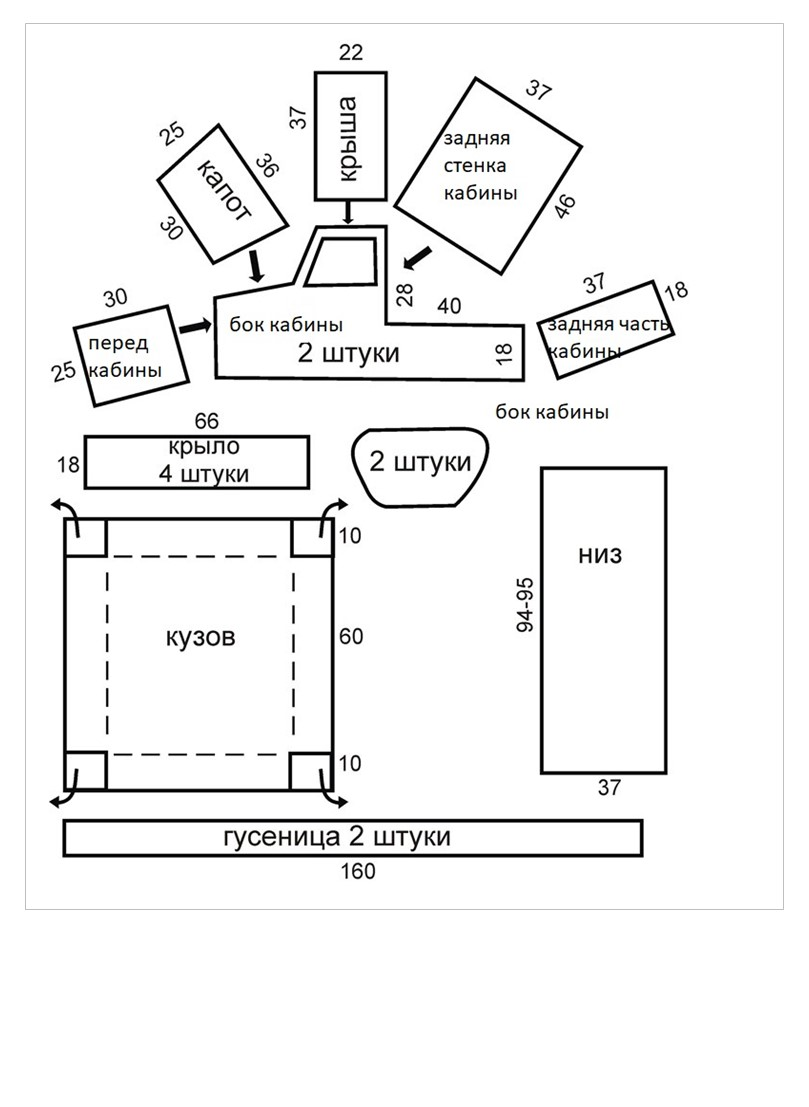 22
37
крыша
25
36
капот
30
37
задняя
стенка
кабины
46
30
25
перед
кабины
бок кабины
2 штуки
28
40
18
37
18
задняя часть
кабины
бок кабины
66
18
крыло
4 штуки
2 штуки
10
60
10
кузов
низ
94-95
37
гусеница 2 штуки
160